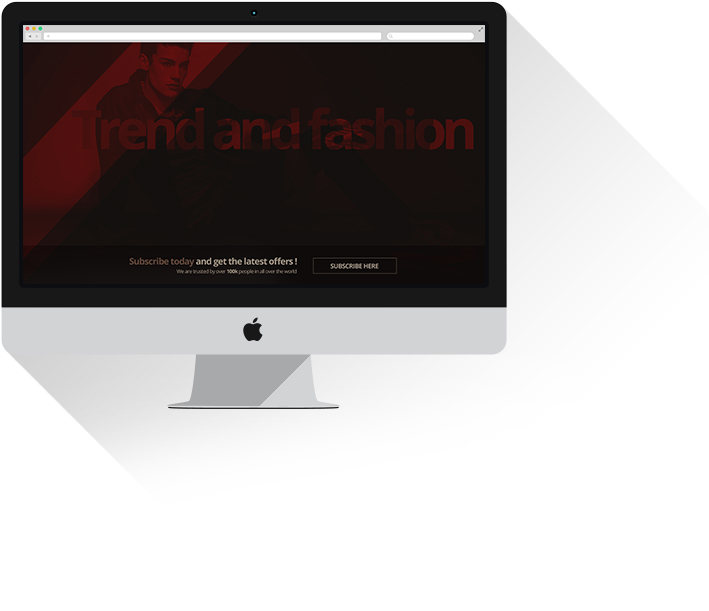 Trend and fashion
Subscribe today and get the latest offers !
We are trusted by over 100k people in all over the world
SUBSCRIBE HERE